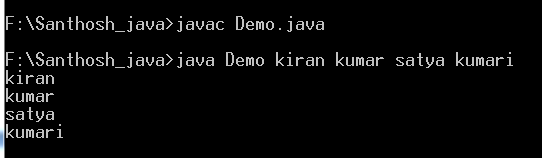 F:\Santhosh_java>javac Demo.java
F:\Santhosh_java>java Demo kiran kumar satya kumari
kiran
kumar
satya
kumari